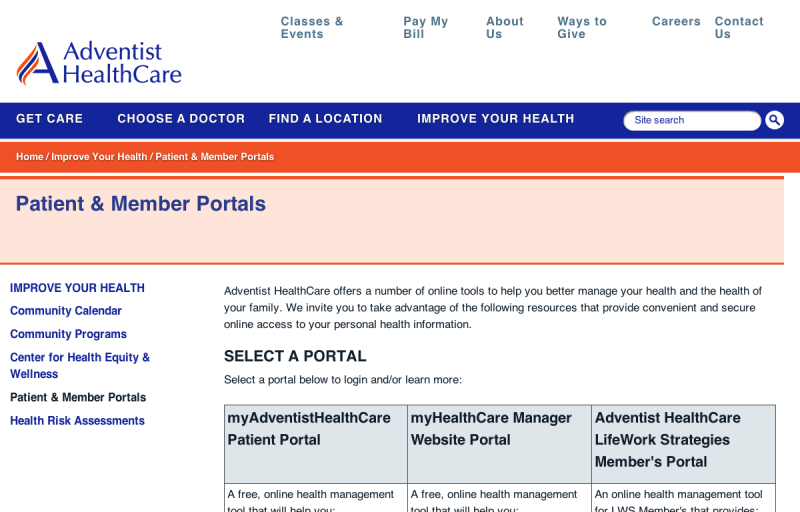 Classes & Events
Pay My Bill
About Us
Ways to Give
Careers
Contact Us
Adventist HealthCare
GET CARE
CHOOSE A DOCTOR
FIND A LOCATION
IMPROVE YOUR HEALTH
Site search
Home / Improve Your Health / Patient & Member Portals
Patient & Member Portals
IMPROVE YOUR HEALTH
Community Calendar
Community Programs
Center for Health Equity &
Wellness
Patient & Member Portals
Health Risk Assessments
Adventist HealthCare offers a number of online tools to help you better manage your health and the health of
your family. We invite you to take advantage of the following resources that provide convenient and secure
online access to your personal health information.
SELECT A PORTAL
Select a portal below to login and/or learn more:
myAdventistHealthCare
Patient Portal
myHealthCare Manager
Website Portal
Adventist HealthCare
LifeWork Strategies
Member's Portal
A free, online health management
tool that will help you:
A free, online health management
tool that will help you:
An online health management tool
for LWS Member's that provides: